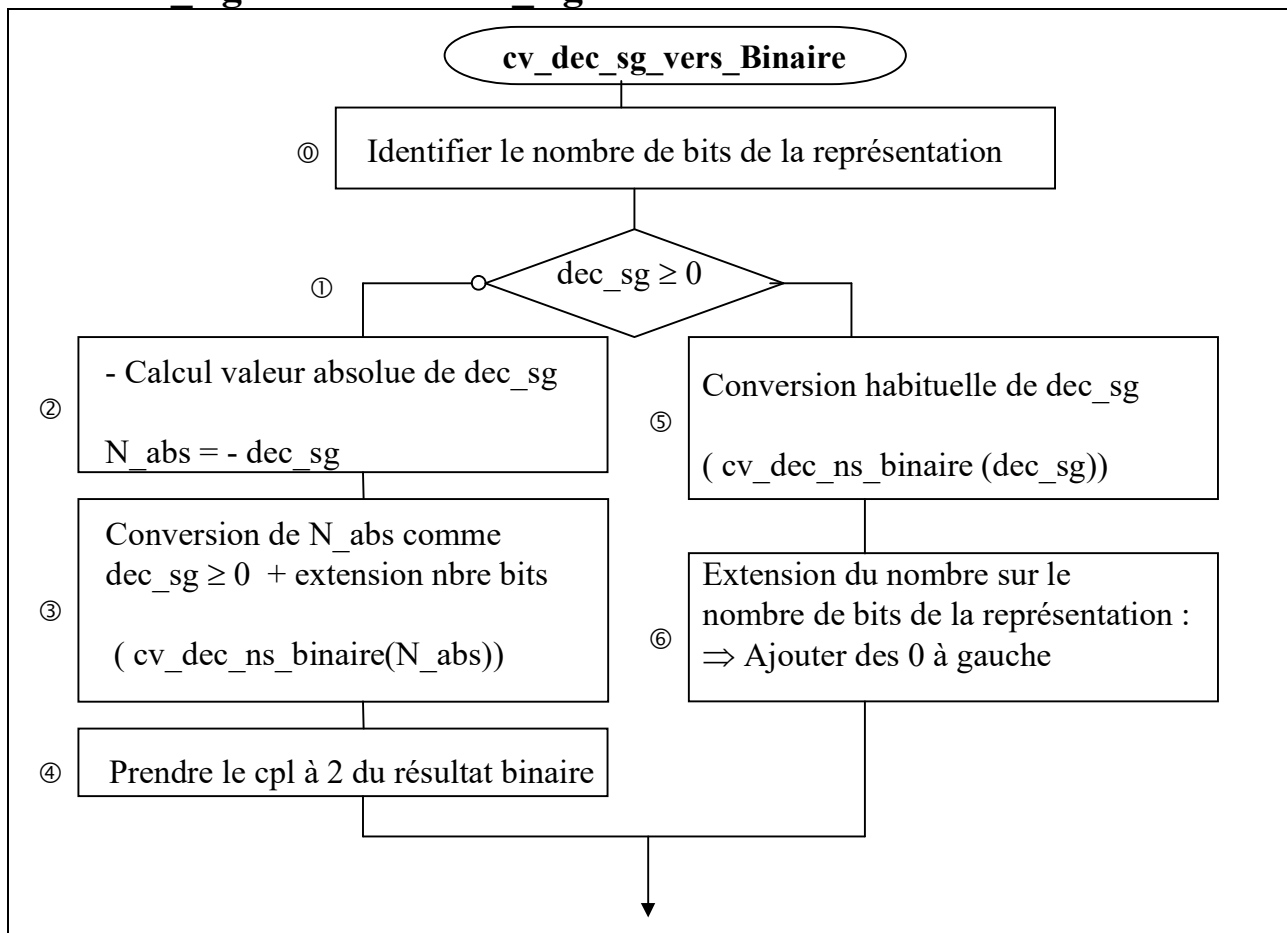 cv_dec_sg_vers_Binaire
⓪ Identifier le nombre de bits de la représentation
① dec_sg ≥ 0
② - Calcul valeur absolue de dec_sg
N_abs = - dec_sg
③ Conversion de N_abs comme
dec_sg ≥ 0 + extension nbre bits
( cv_dec_ns_binaire(N_abs))
④ Prendre le cpl à 2 du résultat binaire
⑤ Conversion habituelle de dec_sg
( cv_dec_ns_binaire (dec_sg))
⑥ Extension du nombre sur le
nombre de bits de la représentation :
⇒ Ajouter des 0 à gauche